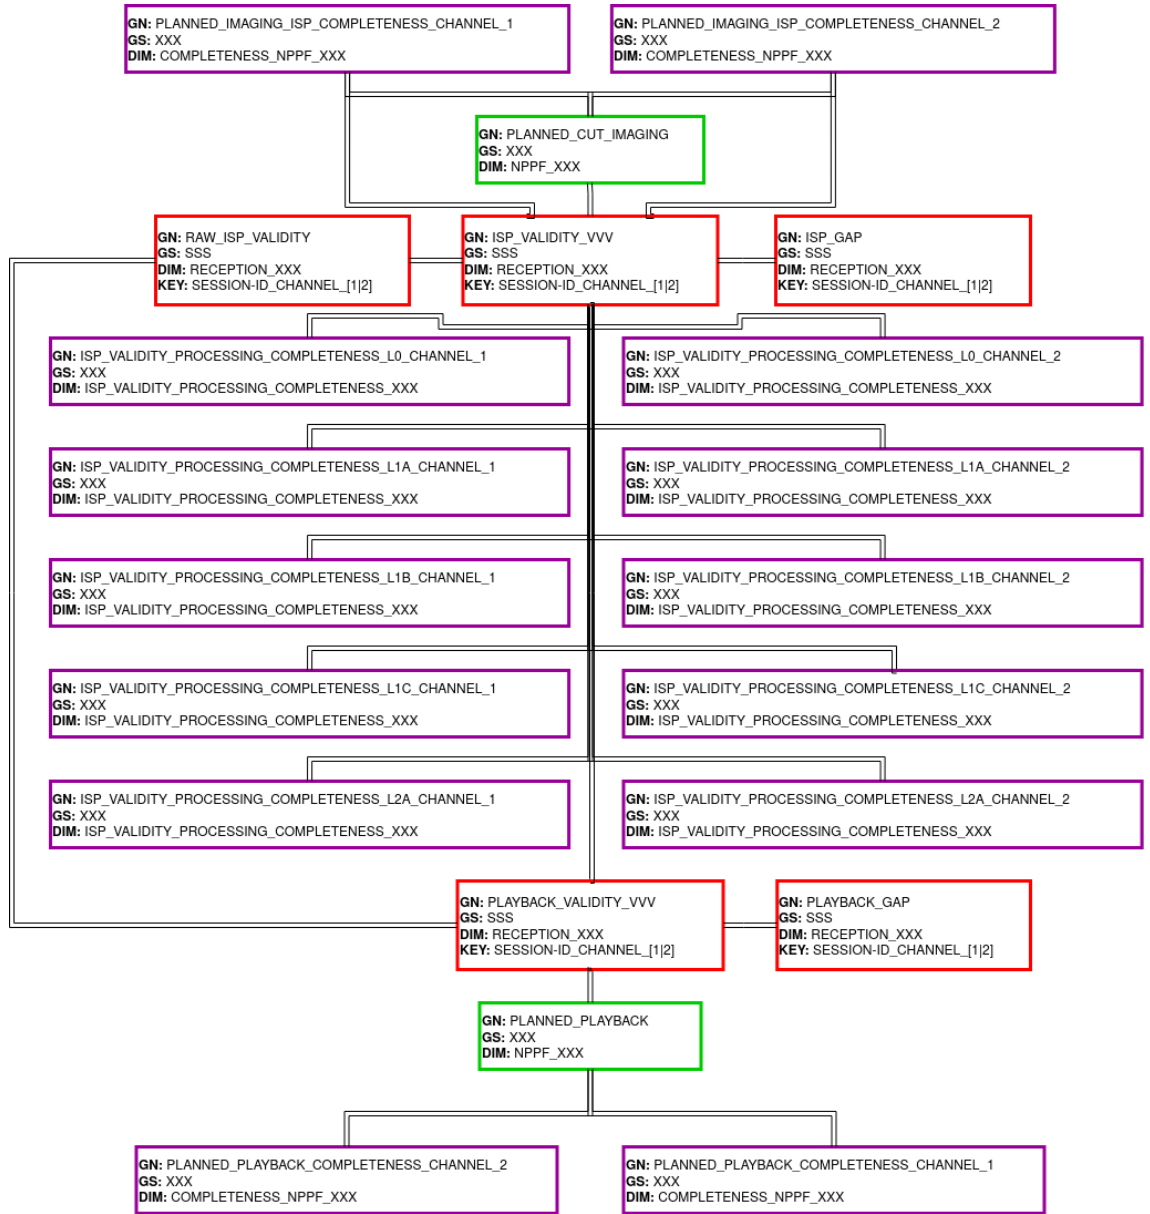 GN: PLANNED_IMAGING_ISP_COMPLETENESS_CHANNEL_1
GS: XXX
DIM: COMPLETENESS_NPPF_XXX
GN: PLANNED_IMAGING_ISP_COMPLETENESS_CHANNEL_2
GS: XXX
DIM: COMPLETENESS_NPPF_XXX
GN: PLANNED_CUT_IMAGING
GS: XXX
DIM: NPPF_XXX
GN: RAW_ISP_VALIDITY
GS: SSS
DIM: RECEPTION_XXX
KEY: SESSION-ID_CHANNEL_[1|2]
GN: ISP_VALIDITY_VVV
GS: SSS
DIM: RECEPTION_XXX
KEY: SESSION-ID_CHANNEL_[1|2]
GN: ISP_GAP
GS: SSS
DIM: RECEPTION_XXX
KEY: SESSION-ID_CHANNEL_[1|2]
GN: ISP_VALIDITY_PROCESSING_COMPLETENESS_L0_CHANNEL_1
GS: XXX
DIM: ISP_VALIDITY_PROCESSING_COMPLETENESS_XXX
GN: ISP_VALIDITY_PROCESSING_COMPLETENESS_L0_CHANNEL_2
GS: XXX
DIM: ISP_VALIDITY_PROCESSING_COMPLETENESS_XXX
GN: ISP_VALIDITY_PROCESSING_COMPLETENESS_L1A_CHANNEL_1
GS: XXX
DIM: ISP_VALIDITY_PROCESSING_COMPLETENESS_XXX
GN: ISP_VALIDITY_PROCESSING_COMPLETENESS_L1A_CHANNEL_2
GS: XXX
DIM: ISP_VALIDITY_PROCESSING_COMPLETENESS_XXX
GN: ISP_VALIDITY_PROCESSING_COMPLETENESS_L1B_CHANNEL_1
GS: XXX
DIM: ISP_VALIDITY_PROCESSING_COMPLETENESS_XXX
GN: ISP_VALIDITY_PROCESSING_COMPLETENESS_L1B_CHANNEL_2
GS: XXX
DIM: ISP_VALIDITY_PROCESSING_COMPLETENESS_XXX
GN: ISP_VALIDITY_PROCESSING_COMPLETENESS_L1C_CHANNEL_1
GS: XXX
DIM: ISP_VALIDITY_PROCESSING_COMPLETENESS_XXX
GN: ISP_VALIDITY_PROCESSING_COMPLETENESS_L1C_CHANNEL_2
GS: XXX
DIM: ISP_VALIDITY_PROCESSING_COMPLETENESS_XXX
GN: ISP_VALIDITY_PROCESSING_COMPLETENESS_L2A_CHANNEL_1
GS: XXX
DIM: ISP_VALIDITY_PROCESSING_COMPLETENESS_XXX
GN: ISP_VALIDITY_PROCESSING_COMPLETENESS_L2A_CHANNEL_2
GS: XXX
DIM: ISP_VALIDITY_PROCESSING_COMPLETENESS_XXX
GN: PLAYBACK_VALIDITY_VVV
GS: SSS
DIM: RECEPTION_XXX
KEY: SESSION-ID_CHANNEL_[1|2]
GN: PLAYBACK_GAP
GS: SSS
DIM: RECEPTION_XXX
KEY: SESSION-ID_CHANNEL_[1|2]
GN: PLANNED_PLAYBACK
GS: XXX
DIM: NPPF_XXX
GN: PLANNED_PLAYBACK_COMPLETENESS_CHANNEL_2
GS: XXX
DIM: COMPLETENESS_NPPF_XXX
GN: PLANNED_PLAYBACK_COMPLETENESS_CHANNEL_1
GS: XXX
DIM: COMPLETENESS_NPPF_XXX